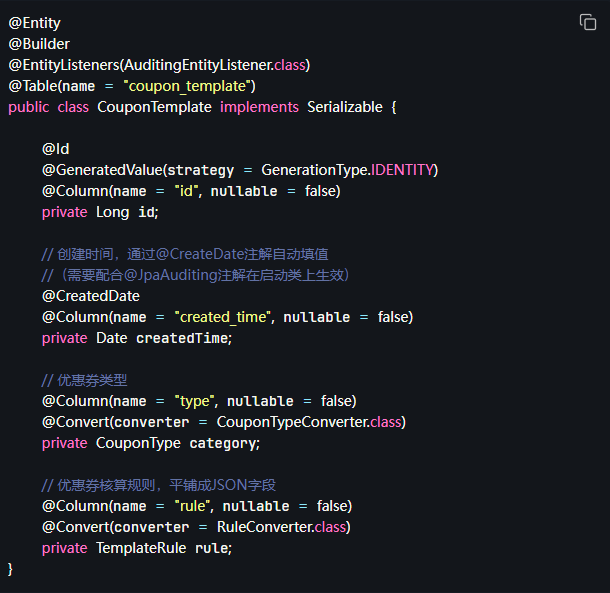 @Entity
@Builder
@EntityListeners(AuditingEntityListener.class)
@Table(name = "coupon_template")
public class CouponTemplate implements Serializable {
@Id
@GeneratedValue(strategy = GenerationType.IDENTITY)
@Column(name = "id", nullable = false)
private Long id;
// 创建时间，通过@CreateDate注解自动填值
//（需要配合@JpaAuditing注解在启动类上生效）
@CreatedDate
@Column(name = "created_time", nullable = false)
private Date createdTime;
// 优惠券类型
@Column(name = "type", nullable = false)
@Convert(converter = CouponTypeConverter.class)
private CouponType category;
// 优惠券核算规则，平铺成JSON字段
@Column(name = "rule", nullable = false)
@Convert(converter = RuleConverter.class)
private TemplateRule rule;
}